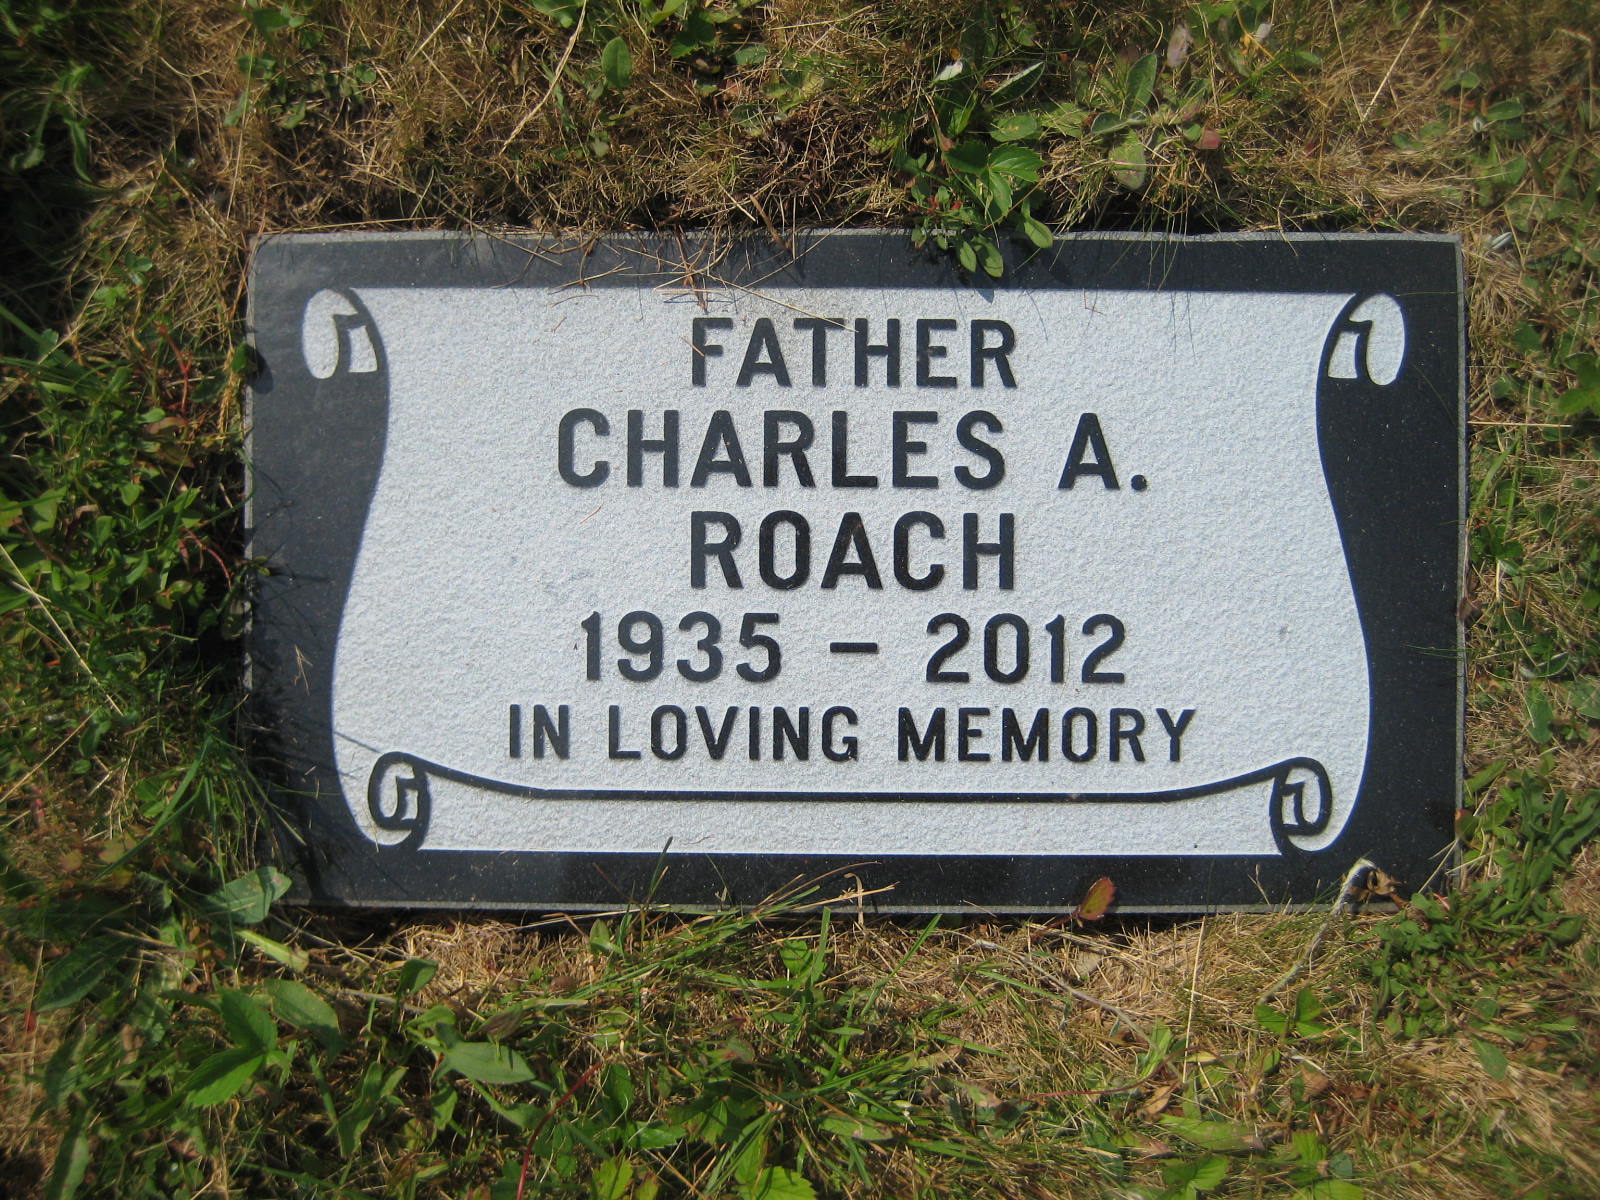 FATHER
CHARLES A.
ROACH
1935 – 2012
IN LOVING MEMORY